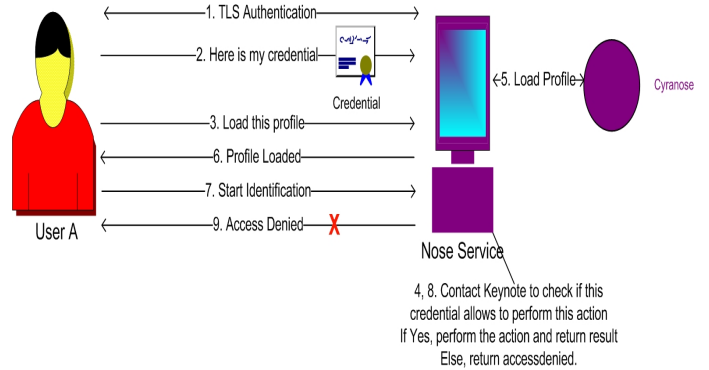 1. TLS Authentication
2. Here is my credential
Credential
5. Load Profile
Cyranose
3. Load this profile
6. Profile Loaded
7. Start Identification
9. Access Denied
X
User A
Nose Service
4, 8. Contact Keynote to check if this
credential allows to perform this action
If Yes, perform the action and return result
Else, return accessdenied.